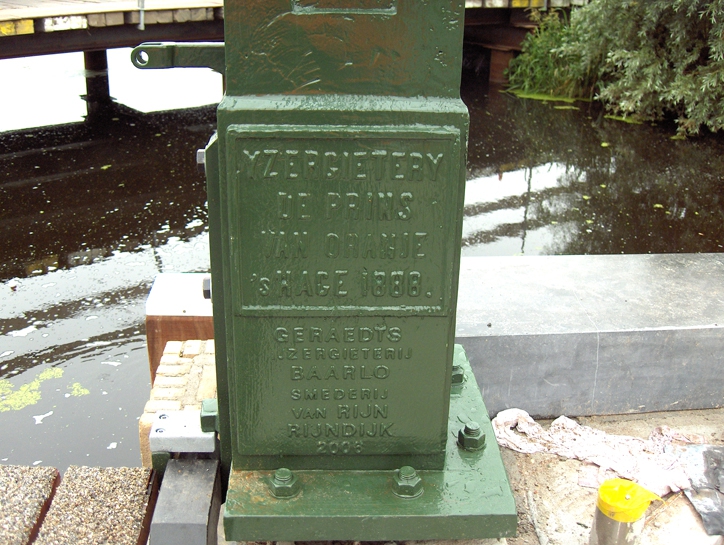 YZERGIETERY
DE PRINS
VAN ORANJE
'sHAGE 1888.
GERAEDTS
IJZERGIETERIJ
BAARLO
SMEDERIJ
VAN RIJN
RIJNDIJK
2008